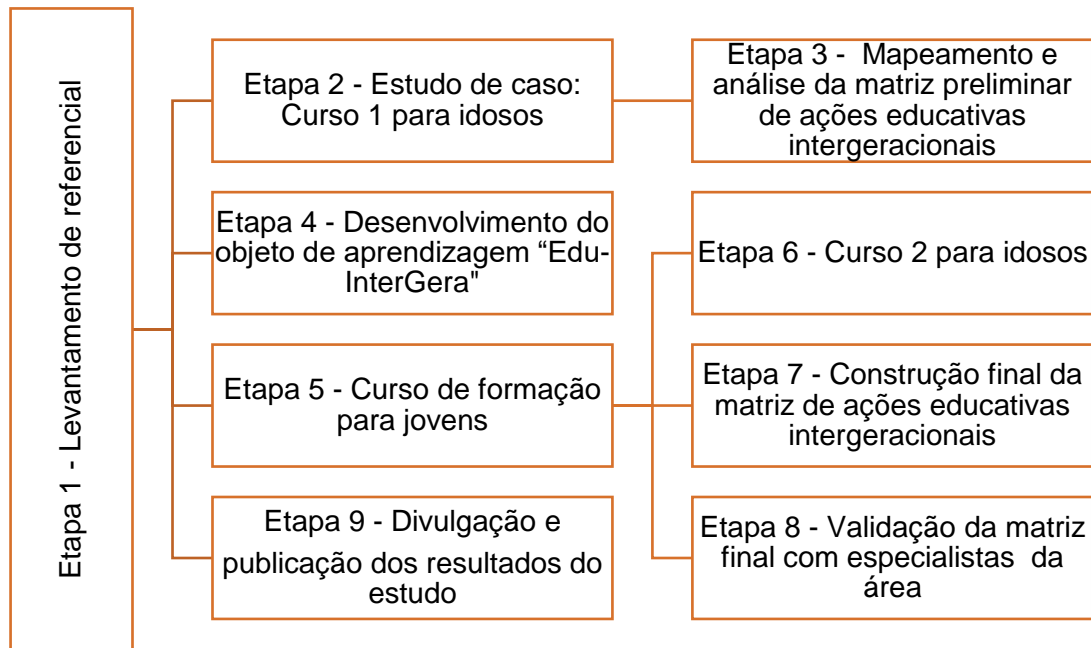 Etapa 1 - Levantamento de referencial
Etapa 2 - Estudo de caso:
Curso 1 para idosos
Etapa 3 -  Mapeamento e
análise da matriz preliminar
de ações educativas
intergeracionais
Etapa 4 - Desenvolvimento do
objeto de aprendizagem “Edu-
InterGera"
Etapa 5 - Curso de formação
para jovens
Etapa 6 - Curso 2 para idosos
Etapa 7 - Construção final da
matriz de ações educativas
intergeracionais
Etapa 8 - Validação da matriz
final com especialistas  da
área
Etapa 9 - Divulgação e
publicação dos resultados do
estudo